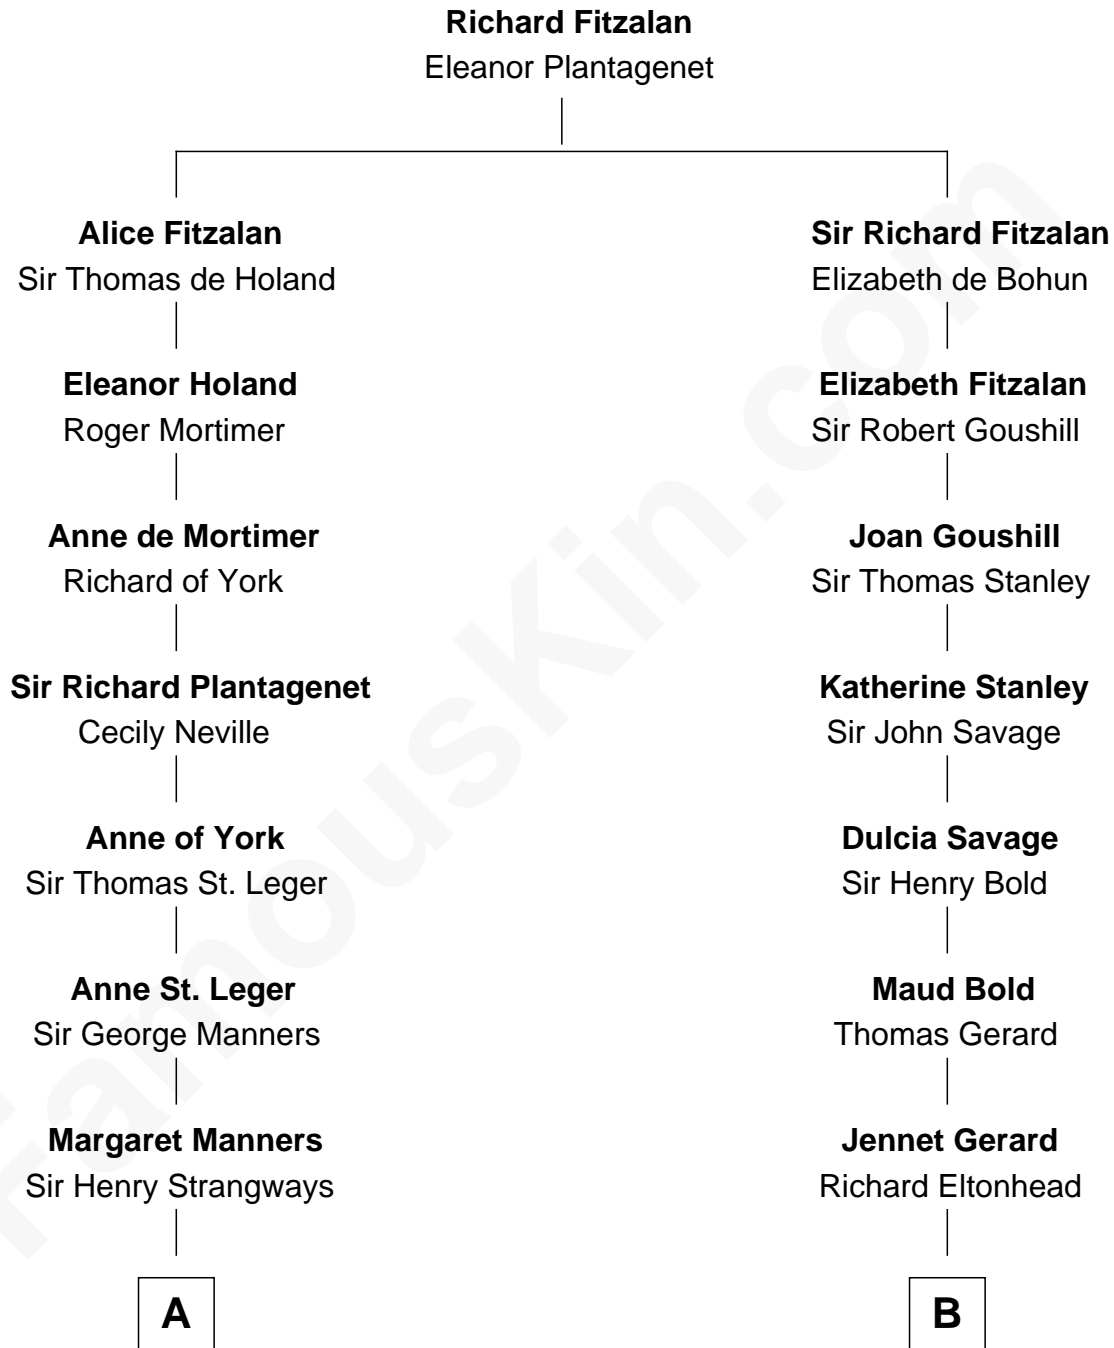 Richard Fitzalan
Eleanor Plantagenet
Alice Fitzalan
Sir Thomas de Holand
Eleanor Holand
Roger Mortimer
Anne de Mortimer
Richard of York
Sir Richard Plantagenet
Cecily Neville
Anne of York
Sir Thomas St. Leger
Anne St. Leger
Sir George Manners
Margaret Manners
Sir Henry Strangways
A
Sir Richard Fitzalan
Elizabeth de Bohun
Elizabeth Fitzalan
Sir Robert Goushill
Joan Goushill
Sir Thomas Stanley
Katherine Stanley
Sir John Savage
Dulcia Savage
Sir Henry Bold
Maud Bold
Thomas Gerard
Jennet Gerard
Richard Eltonhead
B
FamousKin.com